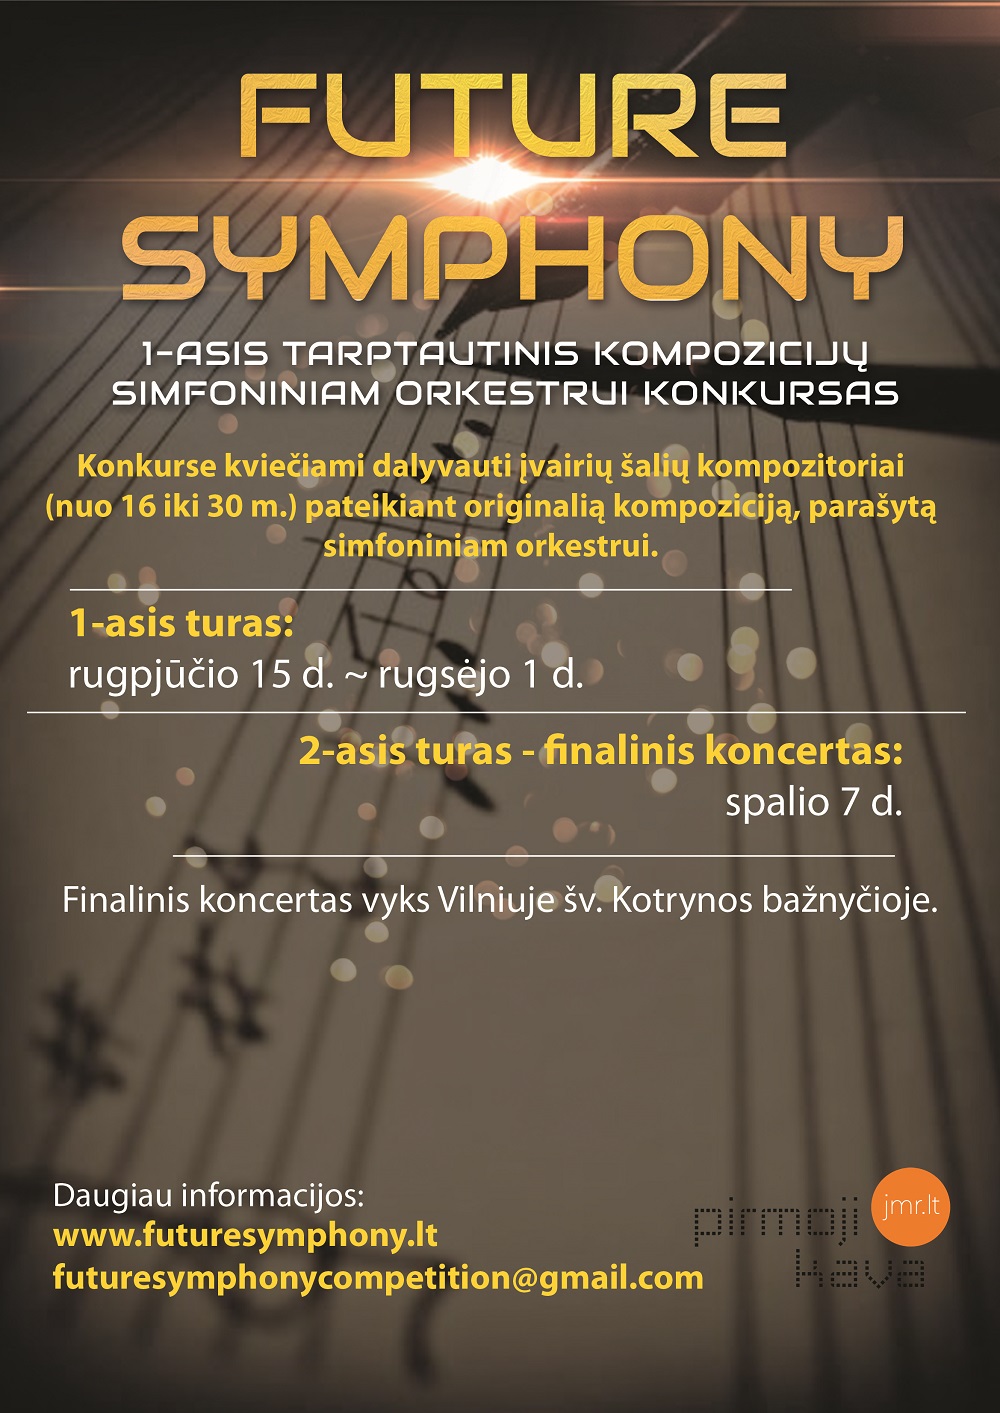 FUTURE
SYMPHONY
1-ASIS TARPTAUTINIS KOMPOZICIJŲ
SIMFONINIAM ORKESTRUI KONKURSAS
Konkurse kviečiami dalyvauti įvairių šalių kompozitoriai
(nuo 16 iki 30 m.) pateikiant originalią kompoziciją, parašytą
simfoniniam orkestrui.
1-asis turas:
rugpjūčio 15 d. ~ rugsėjo 1 d.
2-asis turas - finalinis koncertas:
spalio 7 d.
Finalinis koncertas vyks Vilniuje šv. Kotrynos bažnyčioje.
Daugiau informacijos:
www.futuresymphony.lt
futuresymphonycompetition@gmail.com
pirmoji
kava
jmr.lt